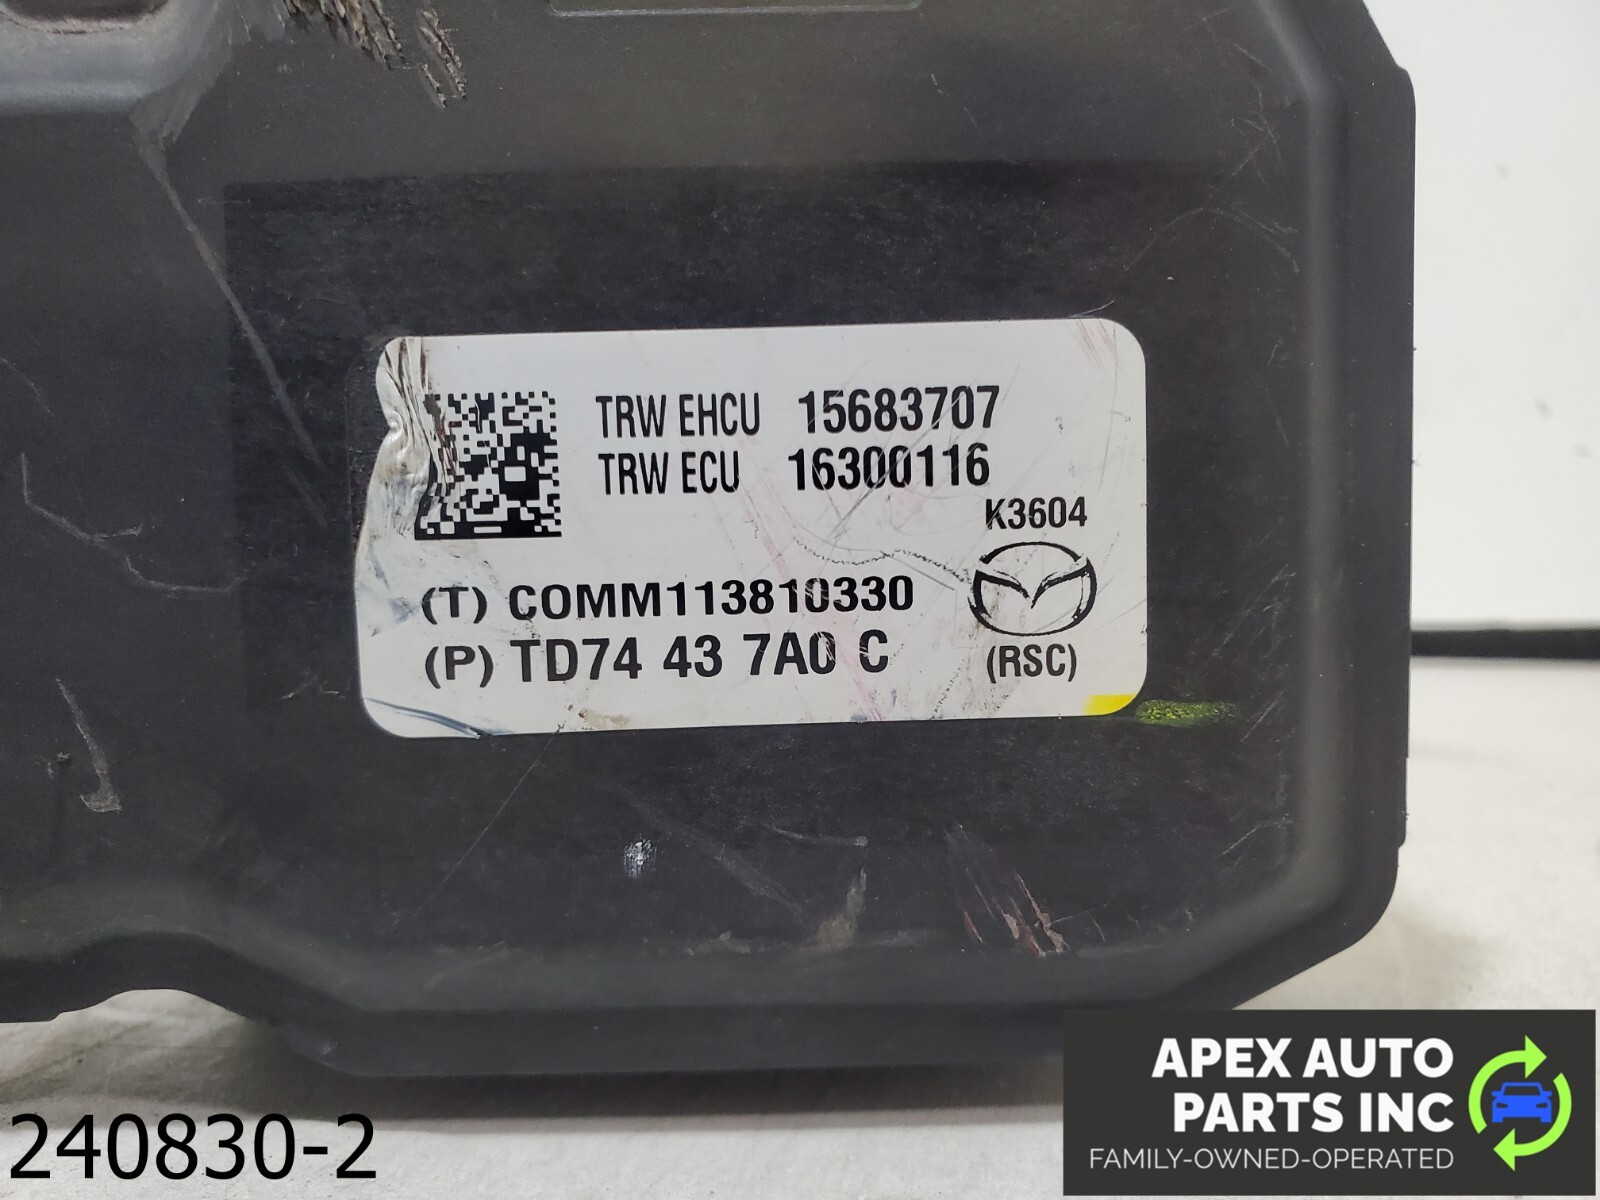 TRW EHCU 15683707
TRW ECU 16300116
K3604
(T) COMM113810330
(P) TD74 43 7A0 C
(RSC)
240830-2
APEX AUTO
PARTS INC
FAMILY-OWNED-OPERATED